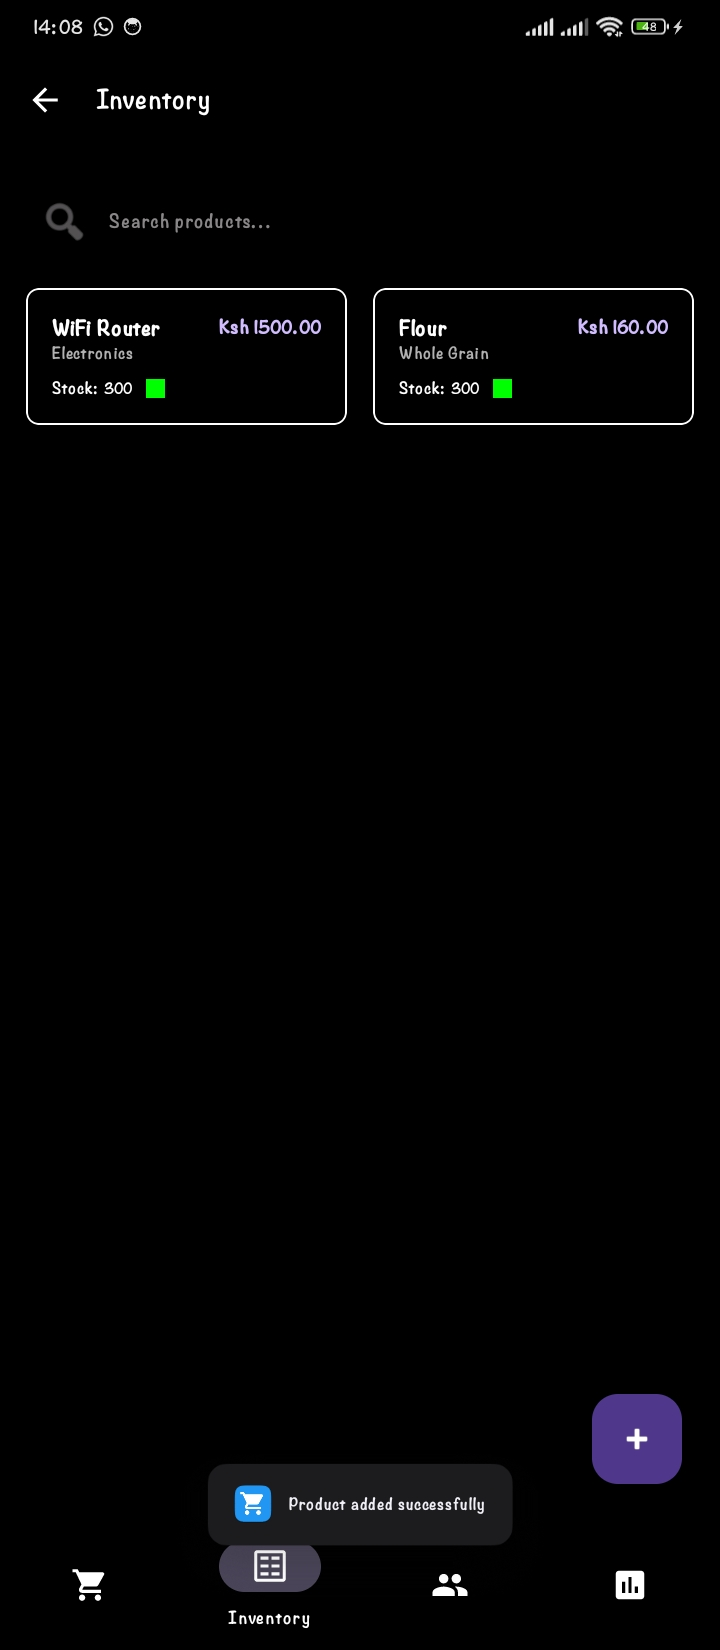 14:08 48
Inventory
Search products...
WiFi Router Ksh 1500.00
Electronics
Stock: 300
Flour Ksh 160.00
Whole Grain
Stock: 300
Product added successfully
Inventory